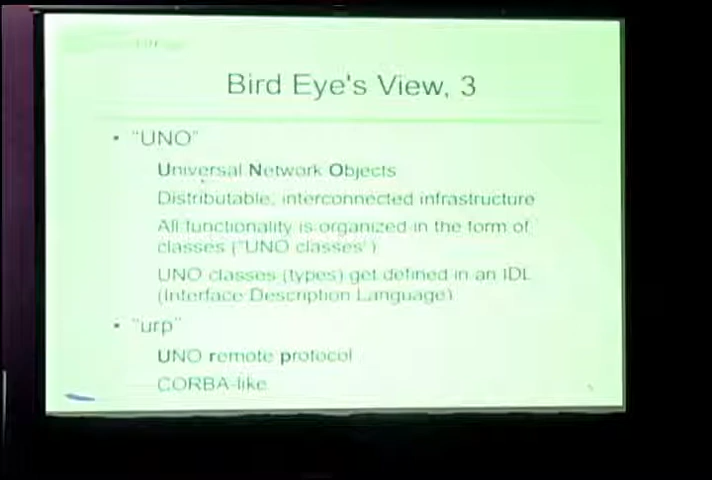 Bird Eye's View, 3
• "UNO"
Universal Network Objects
Distributable, interconnected infrastructure
All functionality is organized in the form of
classes ("UNO classes")
UNO classes (types) get defined in an IDL
(Interface Description Language)
• "urp"
UNO remote protocol
CORBA-like